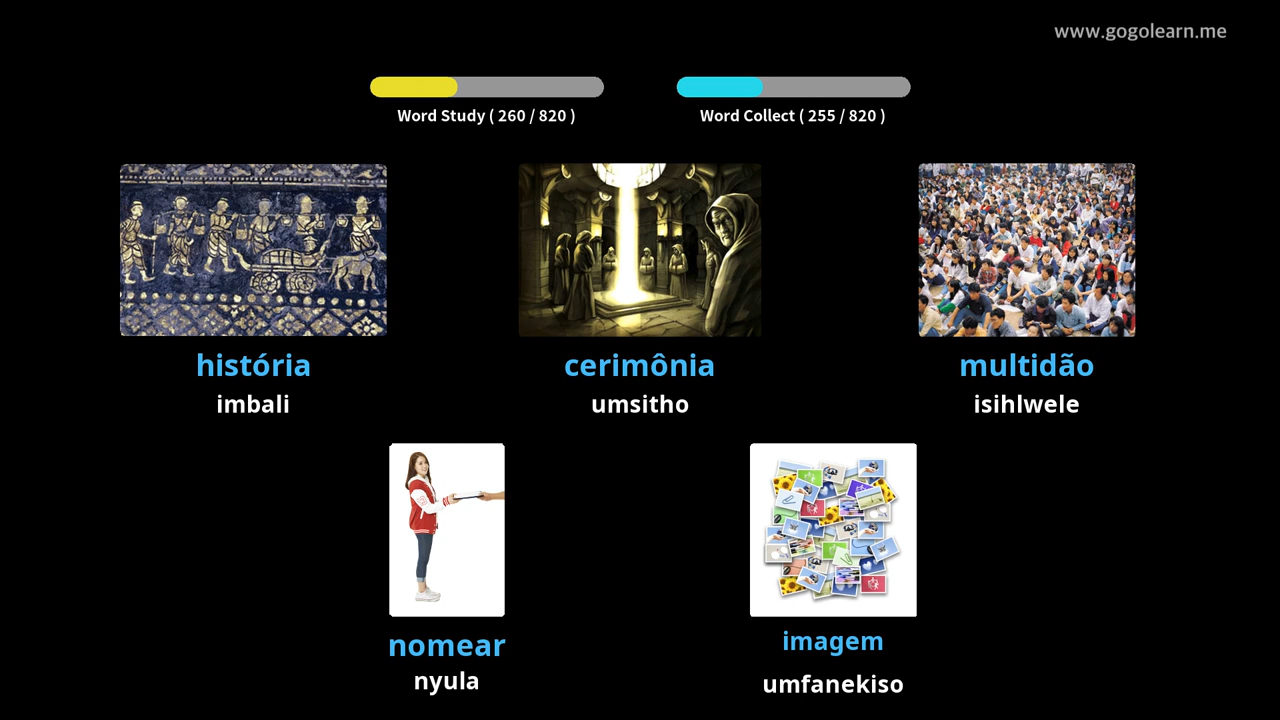 www.gogolearn.me
Word Study ( 260 / 820 )
Word Collect ( 255 / 820 )
história
cerimônia
multidão
imbali
umsitho
isihlwele
nomear
imagem
nyula
umfanekiso